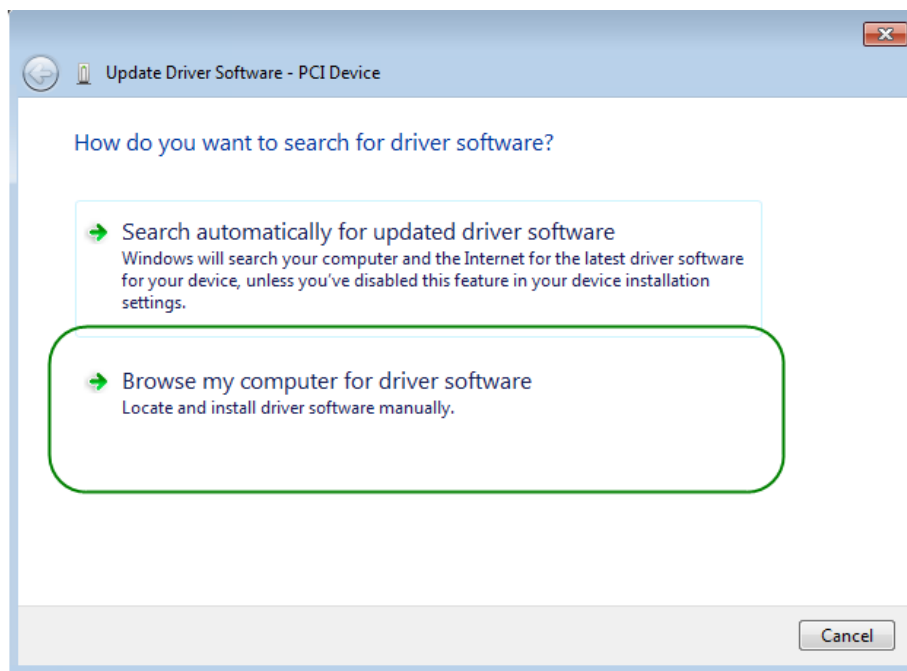 Update Driver Software - PCI Device
How do you want to search for driver software?
Search automatically for updated driver software
Windows will search your computer and the Internet for the latest driver software
for your device, unless you've disabled this feature in your device installation
settings.
Browse my computer for driver software
Locate and install driver software manually.
Cancel